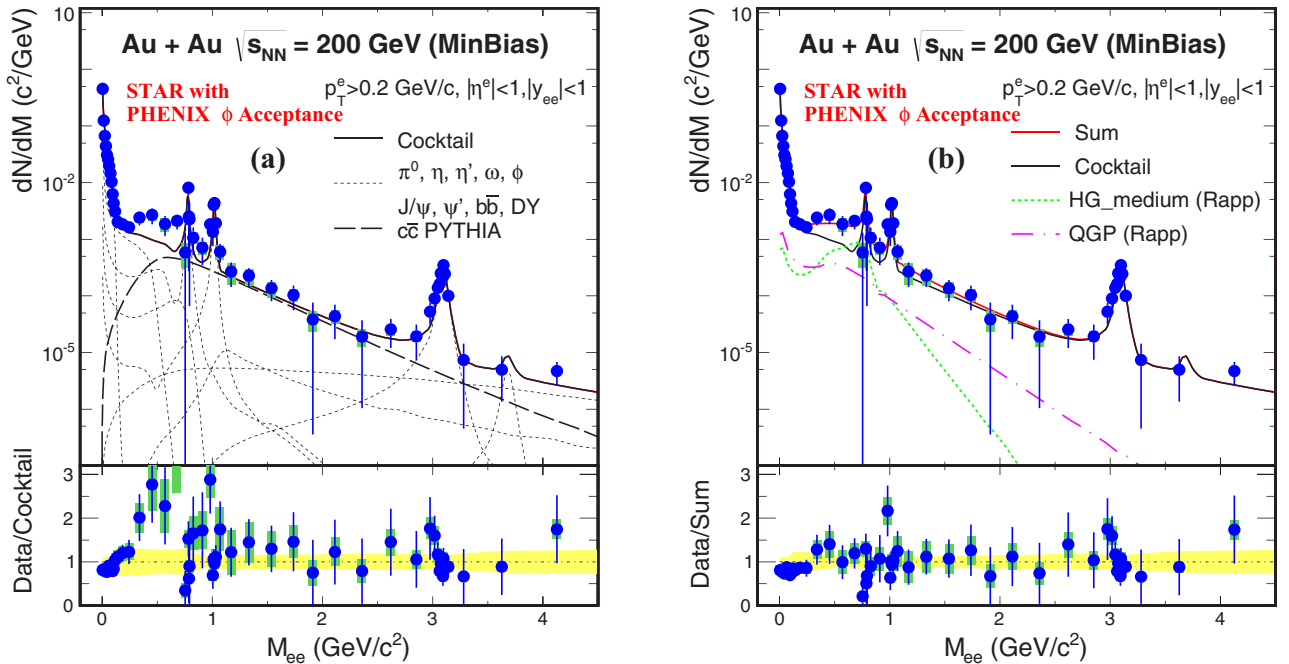 Au + Au √s_NN = 200 GeV (MinBias)
p_T^e>0.2 GeV/c, |η^e|<1,|y_ee|<1
STAR with
PHENIX ϕ Acceptance
(a)
Cocktail
π⁰, η, η’, ω, ϕ
J/ψ, ψ’, bb̅, DY
cc̅ PYTHIA
dN/dM (c²/GeV)
10
10⁻²
10⁻⁵
Data/Cocktail
3
2
1
0
0 1 2 3 4
M_ee (GeV/c²)
Au + Au √s_NN = 200 GeV (MinBias)
p_T^e>0.2 GeV/c, |η^e|<1,|y_ee|<1
STAR with
PHENIX ϕ Acceptance
(b)
Sum
Cocktail
HG_medium (Rapp)
QGP (Rapp)
dN/dM (c²/GeV)
10
10⁻²
10⁻⁵
Data/Sum
3
2
1
0
0 1 2 3 4
M_ee (GeV/c²)